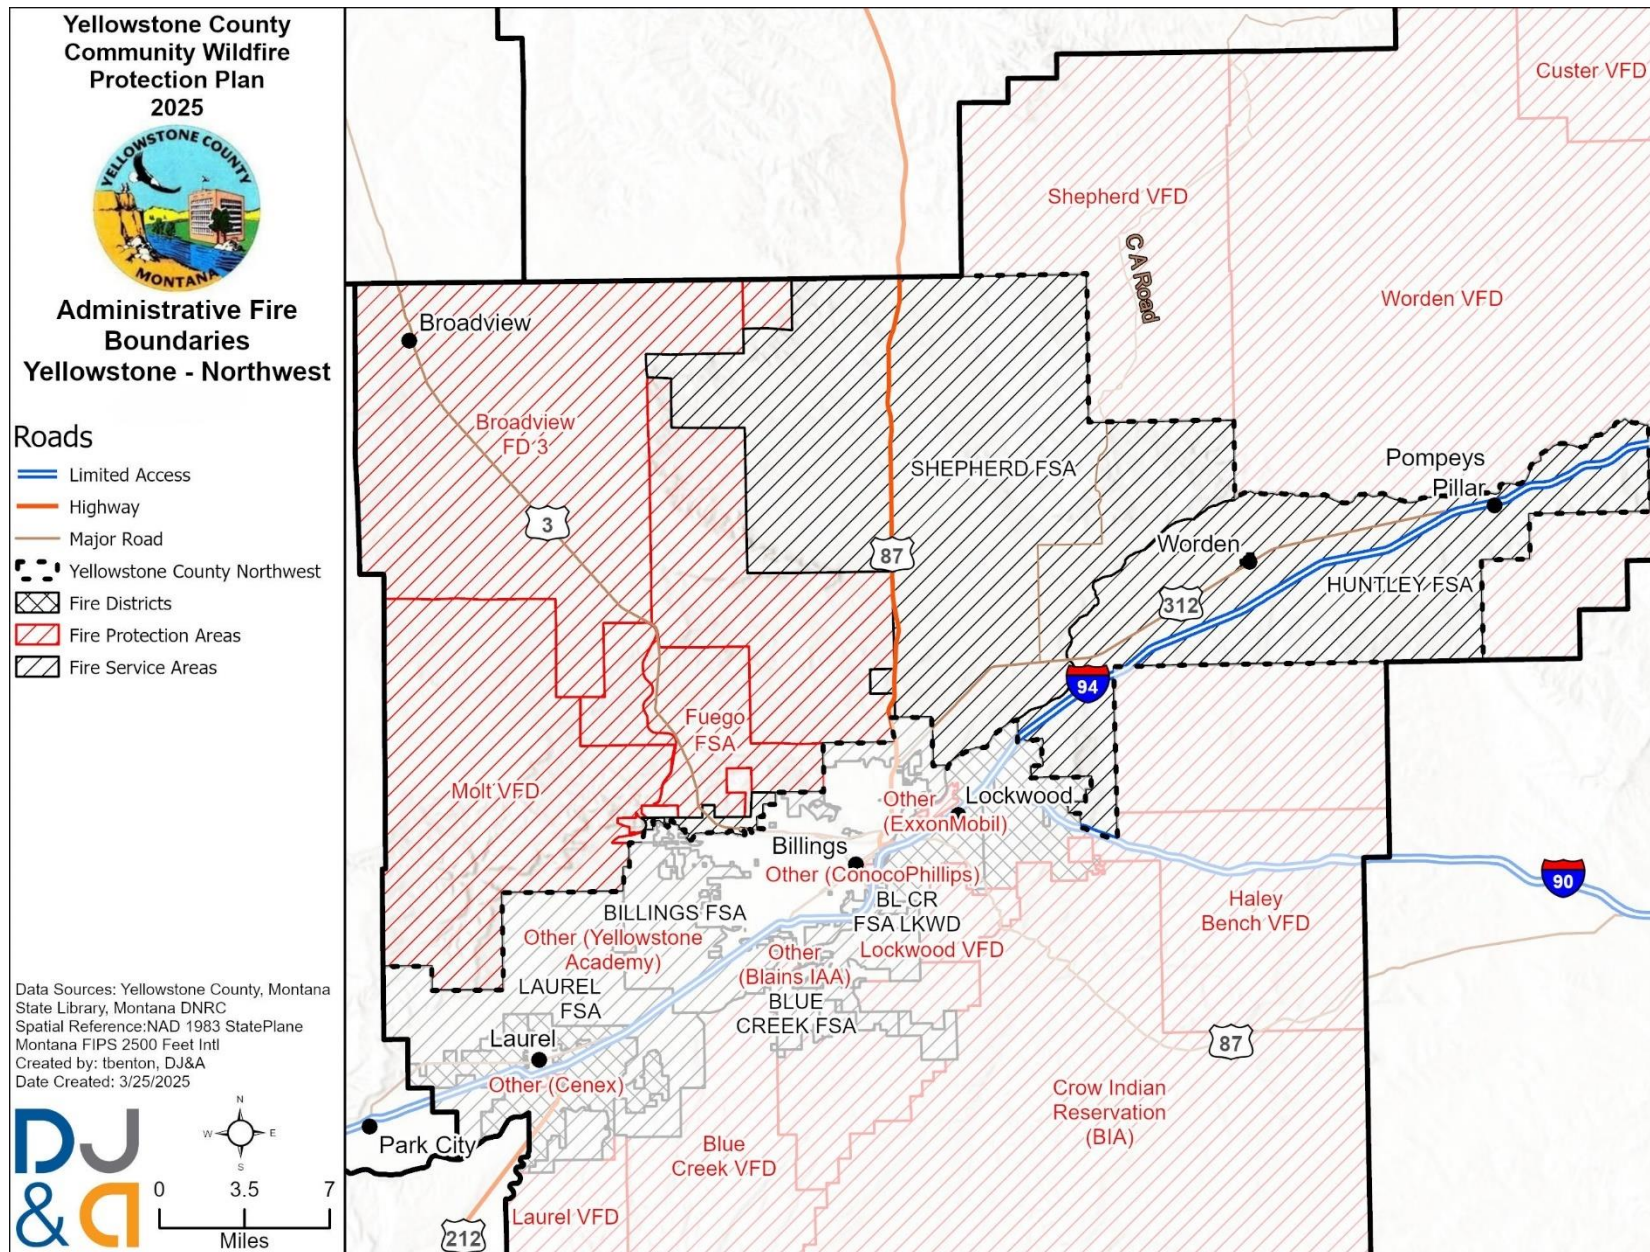 Yellowstone County
Community Wildfire
Protection Plan
2025
YELLOWSTONE COUNTY
MONTANA
Administrative Fire
Boundaries
Yellowstone - Northwest
Roads
Limited Access
Highway
Major Road
Yellowstone County Northwest
Fire Districts
Fire Protection Areas
Fire Service Areas
Data Sources: Yellowstone County, Montana
State Library, Montana DNRC
Spatial Reference:NAD 1983 StatePlane
Montana FIPS 2500 Feet Intl
Created by: tbenton, DJ&A
Date Created: 3/25/2025
DJ
&a
N
W
E
S
0
3.5
7
Miles
Custer VFD
Shepherd VFD
C A Road
Worden VFD
Broadview
Broadview
FD 3
3
SHEPHERD FSA
Pompeys
Pillar
87
Worden
HUNTLEY FSA
312
94
Fuego
FSA
Molt VFD
Other
(ExxonMobil)
Lockwood
Billings
Other (ConocoPhillips)
90
BL CR
FSA LKWD
Haley
Bench VFD
BILLINGS FSA
Other (Yellowstone
Academy)
Lockwood VFD
Other
(Blains IAA)
LAUREL
FSA
BLUE
CREEK FSA
Laurel
87
Other (Cenex)
Crow Indian
Reservation
(BIA)
Park City
Blue
Creek VFD
Laurel VFD
212